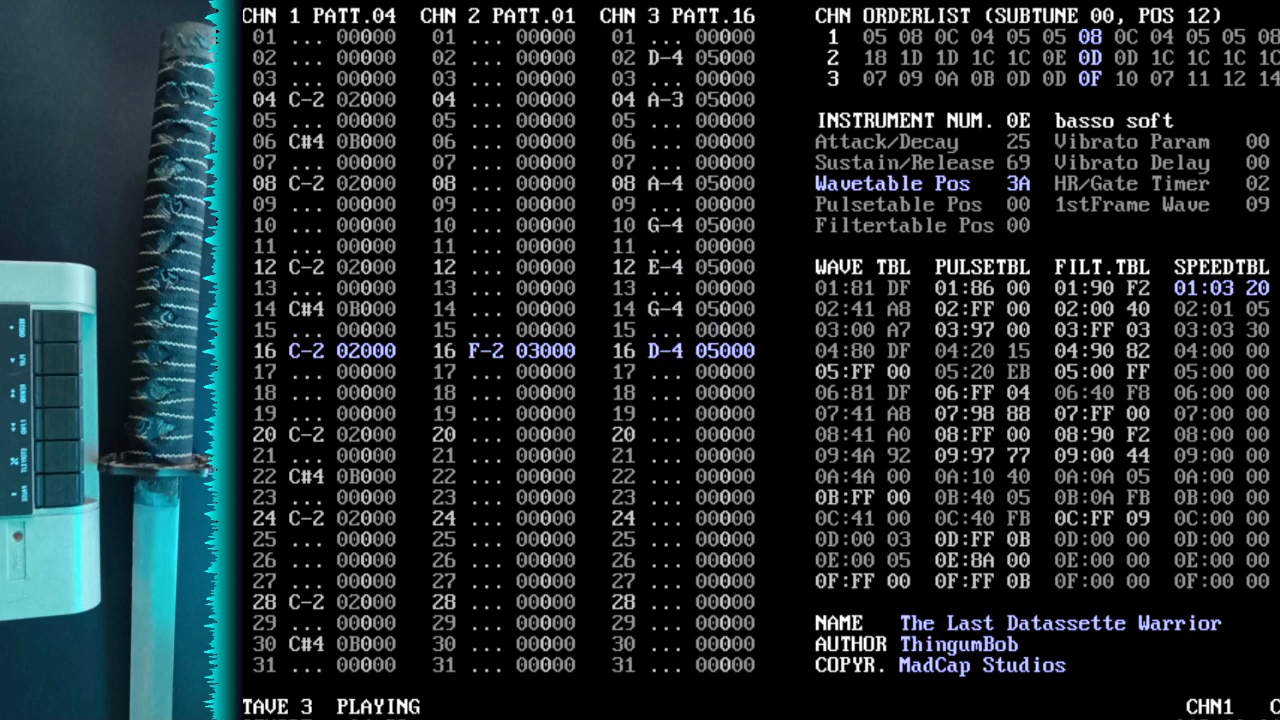 CHN 1 PATT.04 CHN 2 PATT.01 CHN 3 PATT.16 CHN ORDERLIST (SUBTUNE 00, POS 12)
01 ... 00000 01 ... 00000 01 ... 00000 1 05 08 0C 04 05 05 08 0C 04 05 05 08
02 ... 00000 02 ... 00000 02 D-4 05000 2 18 1D 1D 1C 1C 0E 0D 0D 1C 1C 1C 1C
03 ... 00000 03 ... 00000 03 ... 00000 3 07 09 0A 0B 0D 0D 0F 10 07 11 12 14
04 C-2 02000 04 ... 00000 04 A-3 05000
05 ... 00000 05 ... 00000 05 ... 00000 INSTRUMENT NUM. 0E basso soft
06 C#4 0B000 06 ... 00000 06 ... 00000 Attack/Decay 25 Vibrato Param 00
07 ... 00000 07 ... 00000 07 ... 00000 Sustain/Release 69 Vibrato Delay 00
08 C-2 02000 08 ... 00000 08 A-4 05000 Wavetable Pos 3A HR/Gate Timer 02
09 ... 00000 09 ... 00000 09 ... 00000 Pulsetable Pos 00 1stFrame Wave 09
10 ... 00000 10 ... 00000 10 G-4 05000 Filtertable Pos 00
11 ... 00000 11 ... 00000 11 ... 00000
12 C-2 02000 12 ... 00000 12 E-4 05000 WAVE TBL PULSETBL FILT.TBL SPEEDTBL
13 ... 00000 13 ... 00000 13 ... 00000 01:81 DF 01:86 00 01:90 F2 01:03 20
14 C#4 0B000 14 ... 00000 14 G-4 05000 02:41 A8 02:FF 00 02:00 40 02:01 05
15 ... 00000 15 ... 00000 15 ... 00000 03:00 A7 03:97 00 03:FF 03 03:03 30
16 C-2 02000 16 F-2 03000 16 D-4 05000 04:80 DF 04:20 15 04:90 82 04:00 00
17 ... 00000 17 ... 00000 17 ... 00000 05:FF 00 05:20 EB 05:00 FF 05:00 00
18 ... 00000 18 ... 00000 18 ... 00000 06:81 DF 06:FF 04 06:40 F8 06:00 00
19 ... 00000 19 ... 00000 19 ... 00000 07:41 A8 07:98 88 07:FF 00 07:00 00
20 C-2 02000 20 ... 00000 20 ... 00000 08:41 A0 08:FF 00 08:90 F2 08:00 00
21 ... 00000 21 ... 00000 21 ... 00000 09:4A 92 09:97 77 09:00 44 09:00 00
22 C#4 0B000 22 ... 00000 22 ... 00000 0A:4A 00 0A:10 40 0A:0A 05 0A:00 00
23 ... 00000 23 ... 00000 23 ... 00000 0B:FF 00 0B:40 05 0B:0A FB 0B:00 00
24 C-2 02000 24 ... 00000 24 ... 00000 0C:41 00 0C:40 FB 0C:FF 09 0C:00 00
25 ... 00000 25 ... 00000 25 ... 00000 0D:00 03 0D:FF 0B 0D:00 00 0D:00 00
26 ... 00000 26 ... 00000 26 ... 00000 0E:00 05 0E:8A 00 0E:00 00 0E:00 00
27 ... 00000 27 ... 00000 27 ... 00000 0F:FF 00 0F:FF 0B 0F:00 00 0F:00 00
28 C-2 02000 28 ... 00000 28 ... 00000
29 ... 00000 29 ... 00000 29 ... 00000 NAME The Last Datassette Warrior
30 C#4 0B000 30 ... 00000 30 ... 00000 AUTHOR ThingumBob
31 ... 00000 31 ... 00000 31 ... 00000 COPYR. MadCap Studios
TAVE 3 PLAYING CHN1